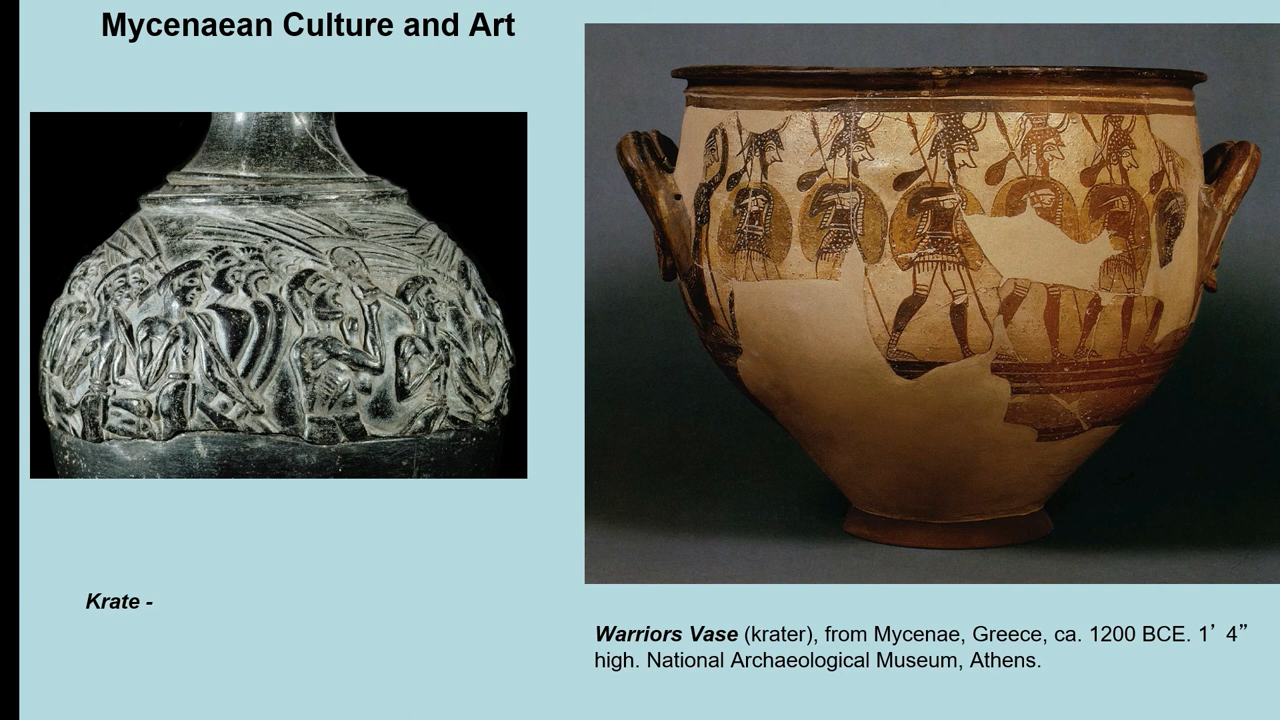 Mycenaean Culture and Art
Krate -
Warriors Vase (krater), from Mycenae, Greece, ca. 1200 BCE. 1’ 4”
high. National Archaeological Museum, Athens.